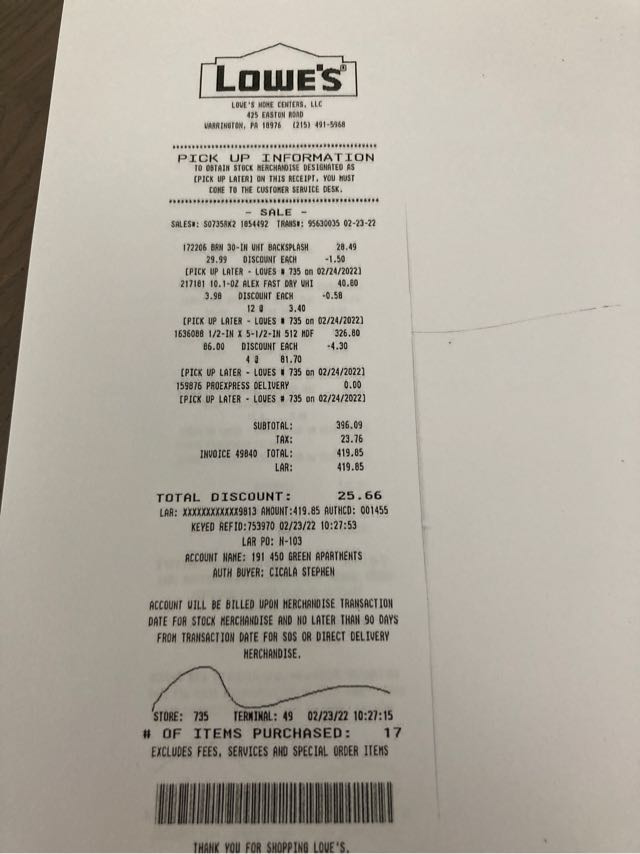 LOWE'S
LOWE'S HOME CENTERS, LLC
425 EASTON ROAD
WARRINGTON, PA 18976 (215) 491-5968
PICK UP INFORMATION
TO OBTAIN STOCK MERCHANDISE DESIGNATED AS
[PICK UP LATER] ON THIS RECEIPT, YOU MUST
COME TO THE CUSTOMER SERVICE DESK.
- SALE -
SALES#: S0735RK2 1854492 TRANS#: 95630035 02-23-22
172206 BRN 30-IN WHT BACKSPLASH 28.49
29.99 DISCOUNT EACH -1.50
[PICK UP LATER - LOWES # 735 on 02/24/2022]
217181 10.1-OZ ALEX FAST DRY WHI 40.80
3.98 DISCOUNT EACH -0.58
12 @ 3.40
[PICK UP LATER - LOWES # 735 on 02/24/2022]
1636088 1/2-IN X 5-1/2-IN 512 MDF 326.80
86.00 DISCOUNT EACH -4.30
4 @ 81.70
[PICK UP LATER - LOWES # 735 on 02/24/2022]
159876 PROEXPRESS DELIVERY 0.00
[PICK UP LATER - LOWES # 735 on 02/24/2022]
SUBTOTAL: 396.09
TAX: 23.76
INVOICE 49840 TOTAL: 419.85
LAR: 419.85
TOTAL DISCOUNT: 25.66
LAR: XXXXXXXXXXXX9813 AMOUNT:419.85 AUTHCD: 001455
KEYED REFID:753970 02/23/22 10:27:53
LAR PO: H-103
ACCOUNT NAME: 191 450 GREEN APARTMENTS
AUTH BUYER: CICALA STEPHEN
ACCOUNT WILL BE BILLED UPON MERCHANDISE TRANSACTION
DATE FOR STOCK MERCHANDISE AND NO LATER THAN 90 DAYS
FROM TRANSACTION DATE FOR SOS OR DIRECT DELIVERY
MERCHANDISE.
STORE: 735 TERMINAL: 49 02/23/22 10:27:15
# OF ITEMS PURCHASED: 17
EXCLUDES FEES, SERVICES AND SPECIAL ORDER ITEMS
THANK YOU FOR SHOPPING LOWE'S.